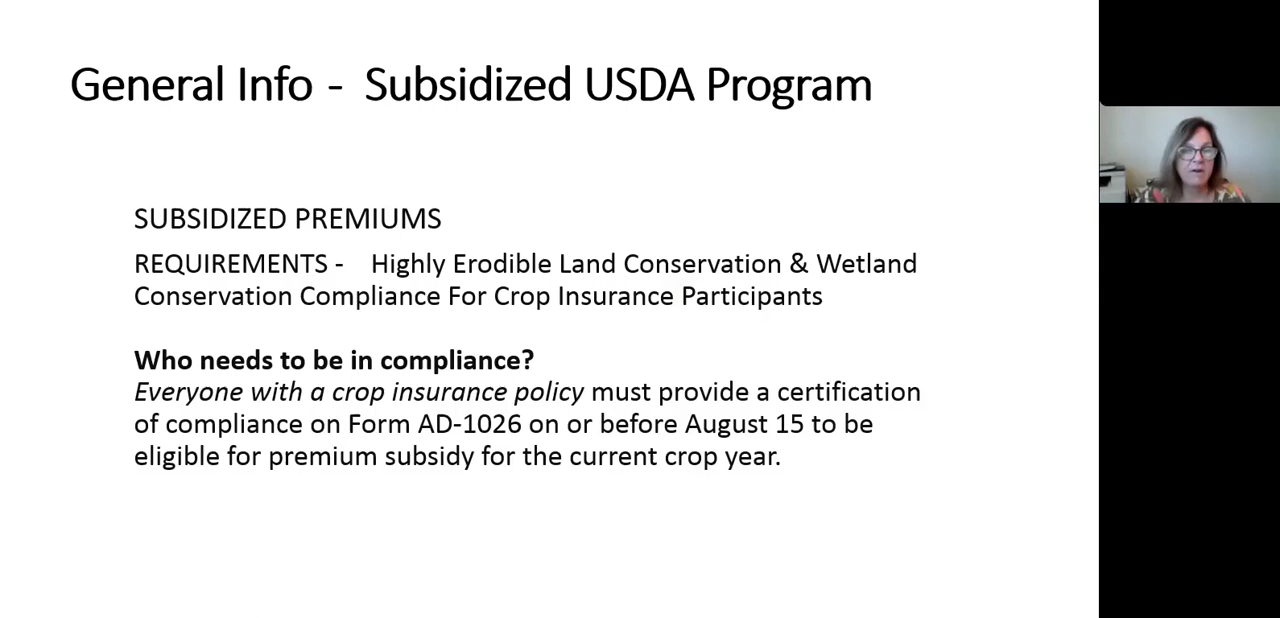 General Info -  Subsidized USDA Program
SUBSIDIZED PREMIUMS
REQUIREMENTS -    Highly Erodible Land Conservation & Wetland
Conservation Compliance For Crop Insurance Participants
Who needs to be in compliance?
Everyone with a crop insurance policy must provide a certification
of compliance on Form AD-1026 on or before August 15 to be
eligible for premium subsidy for the current crop year.